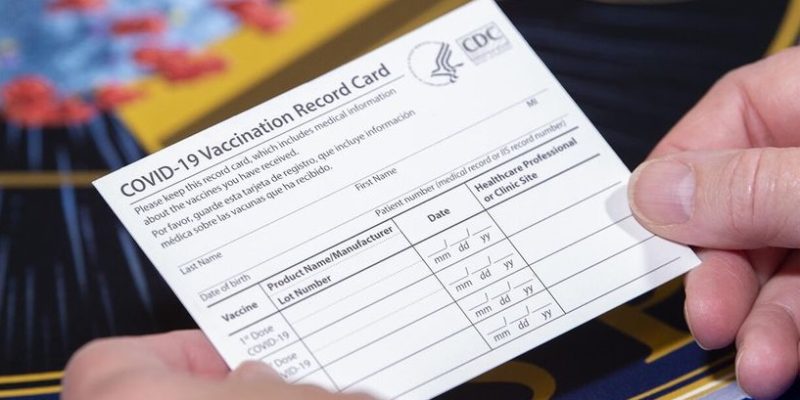 COVID-19 Vaccination Record Card
CDC
Please keep this record card, which includes medical information
about the vaccines you have received.
Por favor, guarde esta tarjeta de registro, que incluye información
médica sobre las vacunas que ha recibido.
Last Name
First Name
MI
Date of birth
Patient number (medical record or IIS record number)
Vaccine
Product Name/Manufacturer
Lot Number
Date
Healthcare Professional
or Clinic Site
1st Dose
COVID-19
mm dd yy
2nd Dose
COVID-19
mm dd yy
mm dd yy
mm dd yy